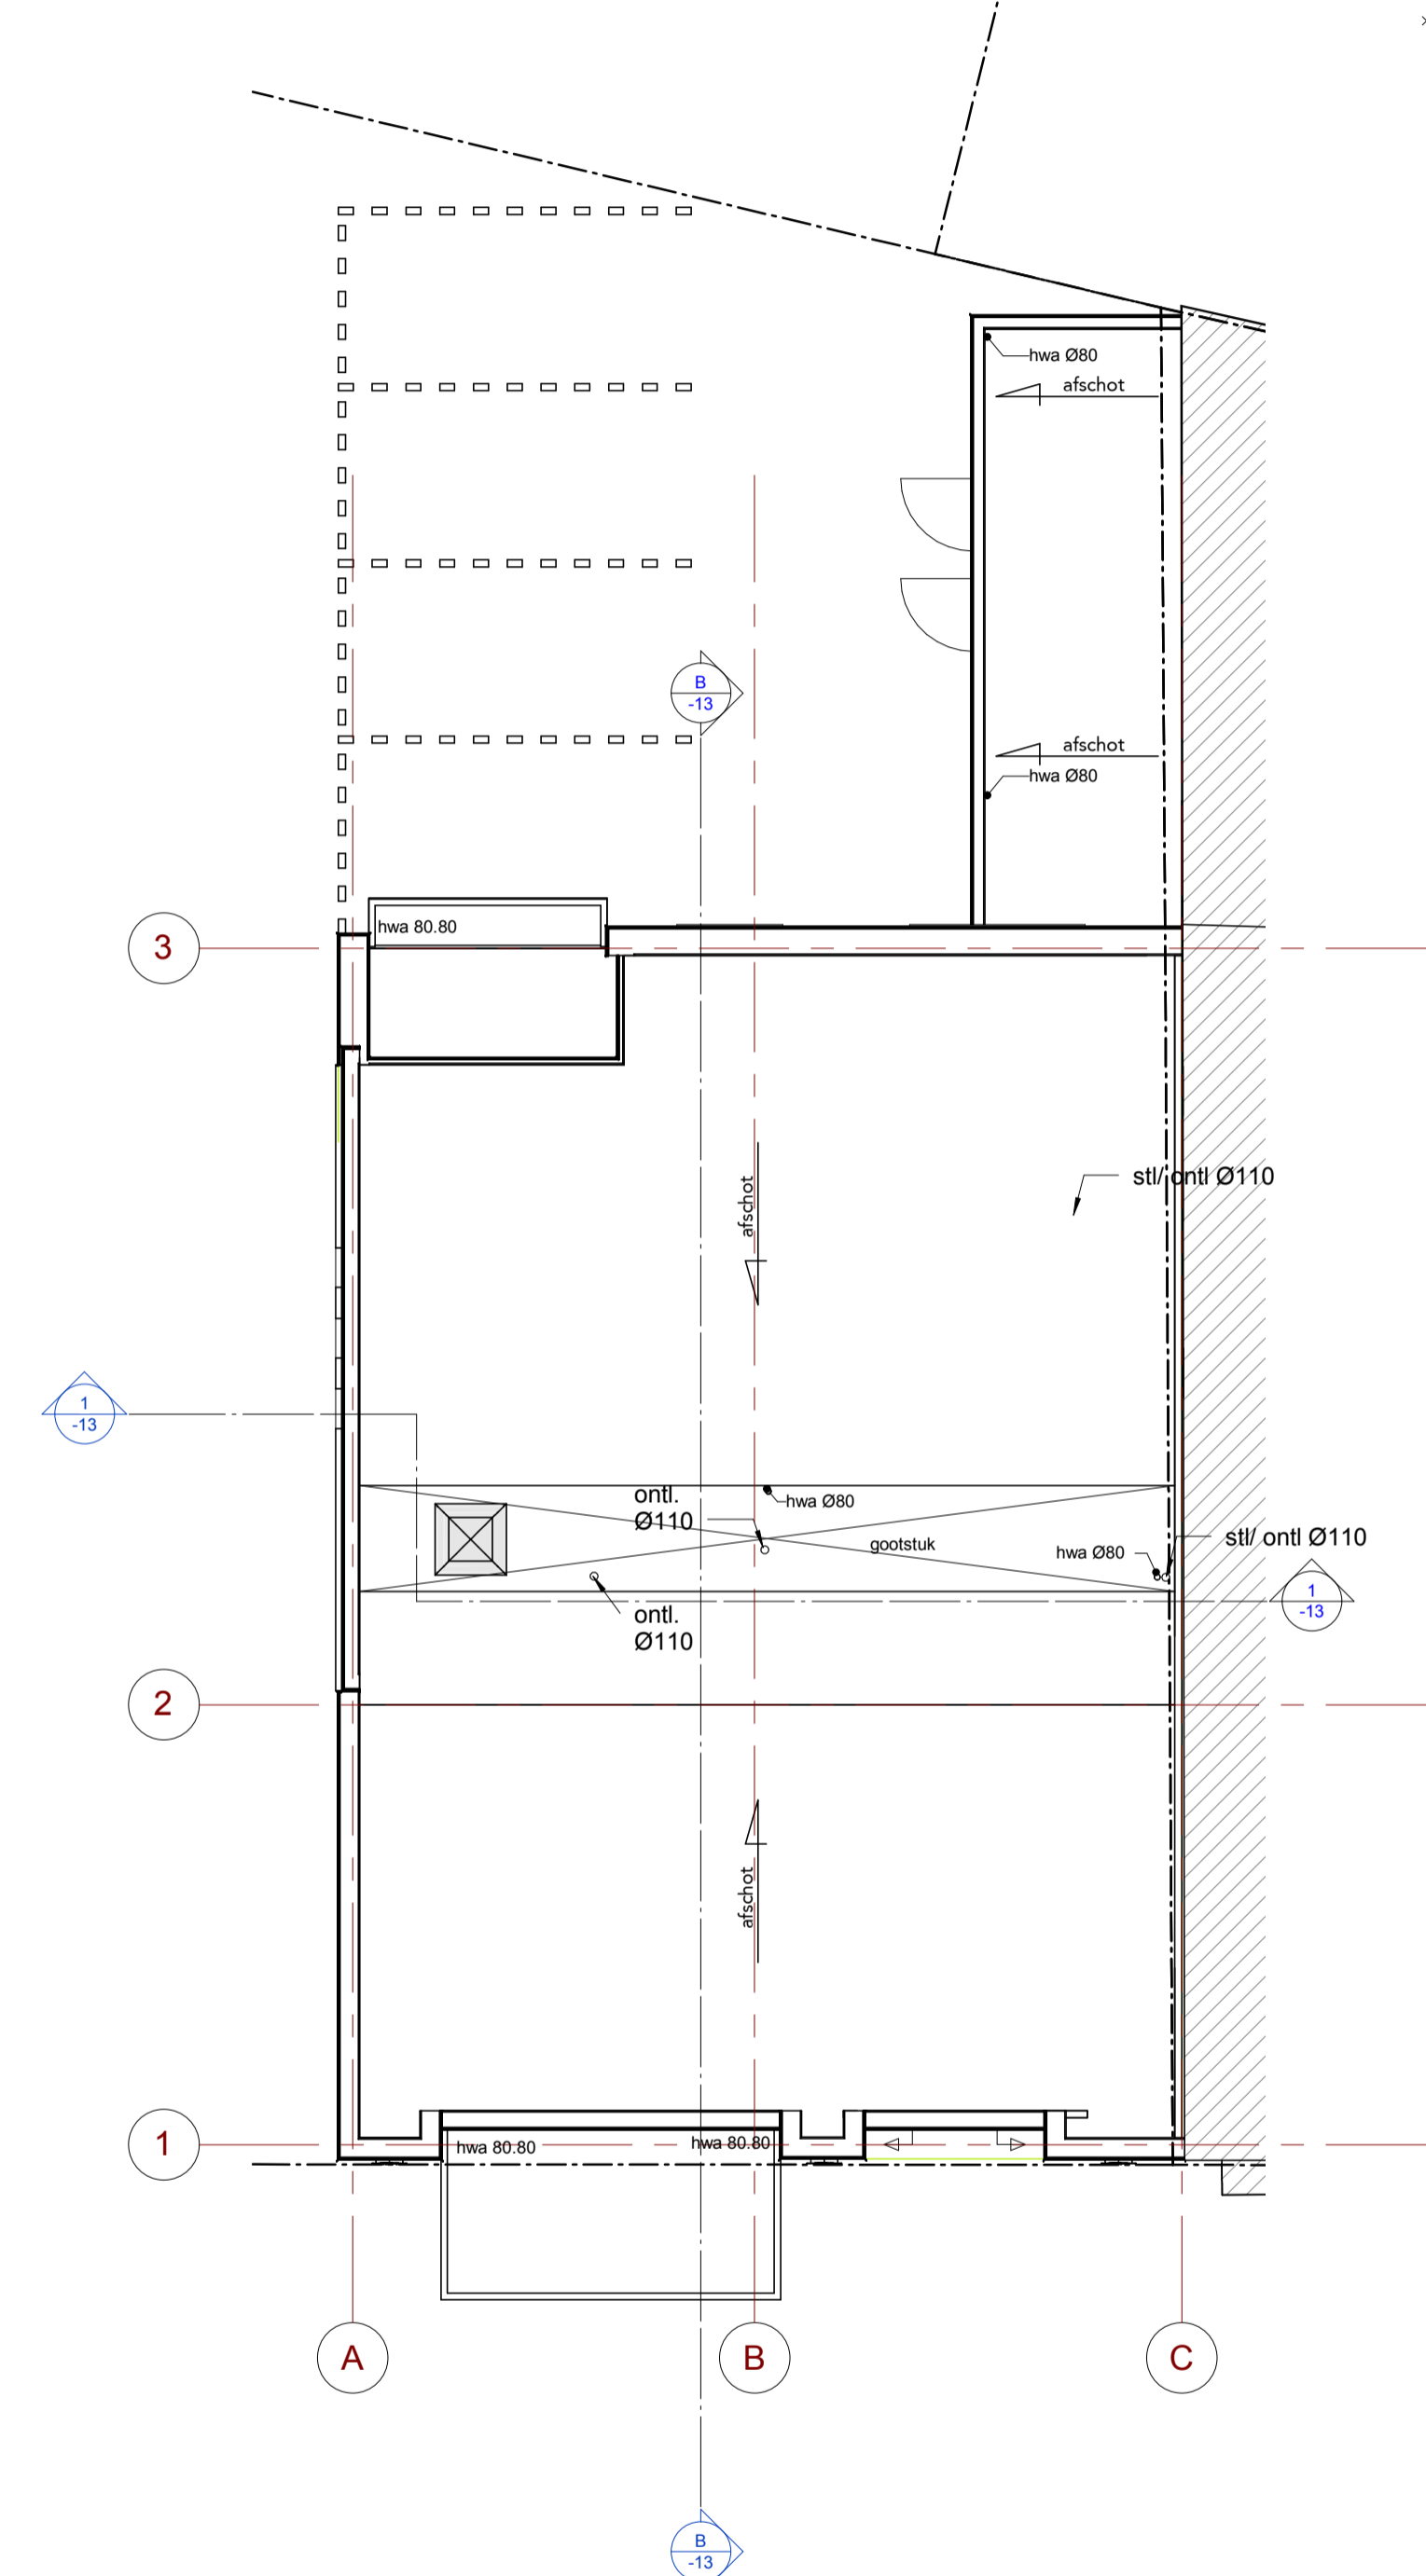 hwa Ø80
afschot
B
-13
afschot
hwa Ø80
hwa 80.80
3
afschot
stl/ ontl Ø110
1
-13
ontl.
Ø110
hwa Ø80
gootstuk
hwa Ø80
stl/ ontl Ø110
ontl.
Ø110
1
-13
2
afschot
1
hwa 80.80
hwa 80.80
A
B
C
B
-13